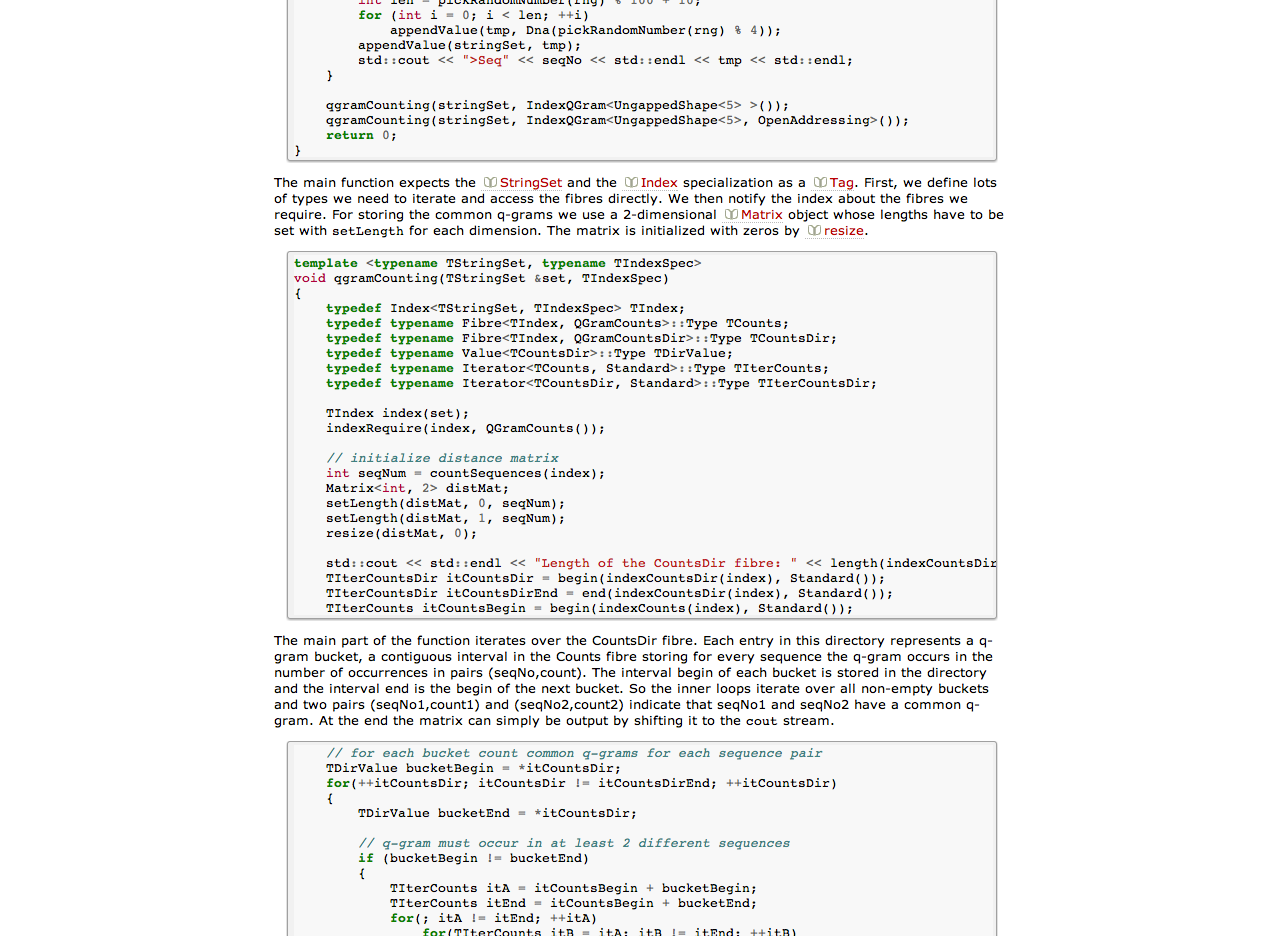 int len = pickRandomNumber(rng) % 100 + 10;
for (int i = 0; i < len; ++i)
appendValue(tmp, Dna(pickRandomNumber(rng) % 4));
appendValue(stringSet, tmp);
std::cout << ">Seq" << seqNo << std::endl << tmp << std::endl;
}
qgramCounting(stringSet, IndexQGram<UngappedShape<5> >());
qgramCounting(stringSet, IndexQGram<UngappedShape<5>, OpenAddressing>());
return 0;
}
The main function expects the StringSet and the Index specialization as a Tag. First, we define lots
of types we need to iterate and access the fibres directly. We then notify the index about the fibres we
require. For storing the common q-grams we use a 2-dimensional Matrix object whose lengths have to be
set with setLength for each dimension. The matrix is initialized with zeros by resize.
template <typename TStringSet, typename TIndexSpec>
void qgramCounting(TStringSet &set, TIndexSpec)
{
typedef Index<TStringSet, TIndexSpec> TIndex;
typedef typename Fibre<TIndex, QGramCounts>::Type TCounts;
typedef typename Fibre<TIndex, QGramCountsDir>::Type TCountsDir;
typedef typename Value<TCountsDir>::Type TDirValue;
typedef typename Iterator<TCounts, Standard>::Type TIterCounts;
typedef typename Iterator<TCountsDir, Standard>::Type TIterCountsDir;
TIndex index(set);
indexRequire(index, QGramCounts());
// initialize distance matrix
int seqNum = countSequences(index);
Matrix<int, 2> distMat;
setLength(distMat, 0, seqNum);
setLength(distMat, 1, seqNum);
resize(distMat, 0);
std::cout << std::endl << "Length of the CountsDir fibre: " << length(indexCountsDir
TIterCountsDir itCountsDir = begin(indexCountsDir(index), Standard());
TIterCountsDir itCountsDirEnd = end(indexCountsDir(index), Standard());
TIterCounts itCountsBegin = begin(indexCounts(index), Standard());
The main part of the function iterates over the CountsDir fibre. Each entry in this directory represents a q-
gram bucket, a contiguous interval in the Counts fibre storing for every sequence the q-gram occurs in the
number of occurrences in pairs (seqNo,count). The interval begin of each bucket is stored in the directory
and the interval end is the begin of the next bucket. So the inner loops iterate over all non-empty buckets
and two pairs (seqNo1,count1) and (seqNo2,count2) indicate that seqNo1 and seqNo2 have a common q-
gram. At the end the matrix can simply be output by shifting it to the cout stream.
// for each bucket count common q-grams for each sequence pair
TDirValue bucketBegin = *itCountsDir;
for(++itCountsDir; itCountsDir != itCountsDirEnd; ++itCountsDir)
{
TDirValue bucketEnd = *itCountsDir;
// q-gram must occur in at least 2 different sequences
if (bucketBegin != bucketEnd)
{
TIterCounts itA = itCountsBegin + bucketBegin;
TIterCounts itEnd = itCountsBegin + bucketEnd;
for(; itA != itEnd; ++itA)
for(TIterCounts itB = itA; itB != itEnd; ++itB)